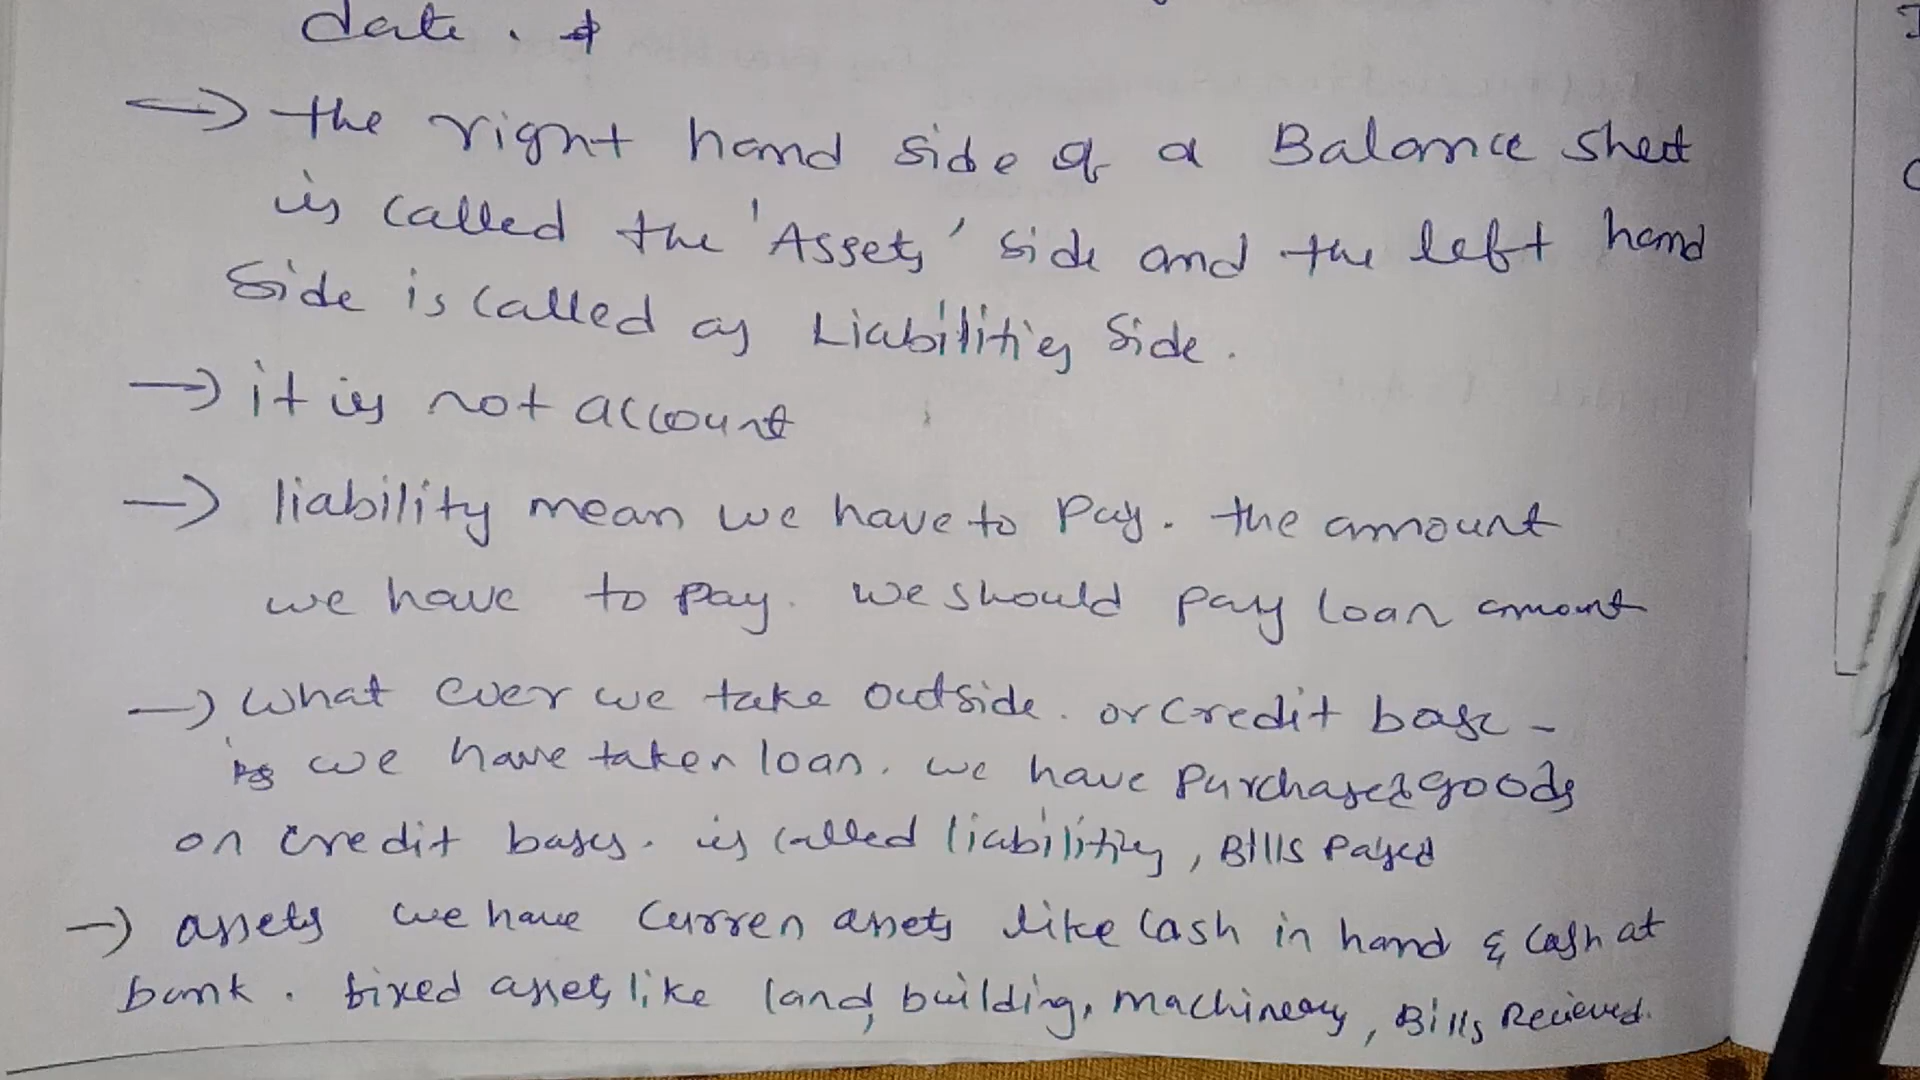 date.
→ the right hand side of a Balance sheet
is called the 'Assets' side and the left hand
Side is called as Liabilities Side.
→ it is not account
→ liability mean we have to pay. the amount
we have to pay. we should pay loan amount
→ What ever we take outside. or credit base -
we have taken loan. we have purchased goods
on credit bases. is called liabilities, Bills Payed
→ assets we have curren assets like cash in hand & cash at
bank. fixed assets like land, building, machinery, Bills Recieved.